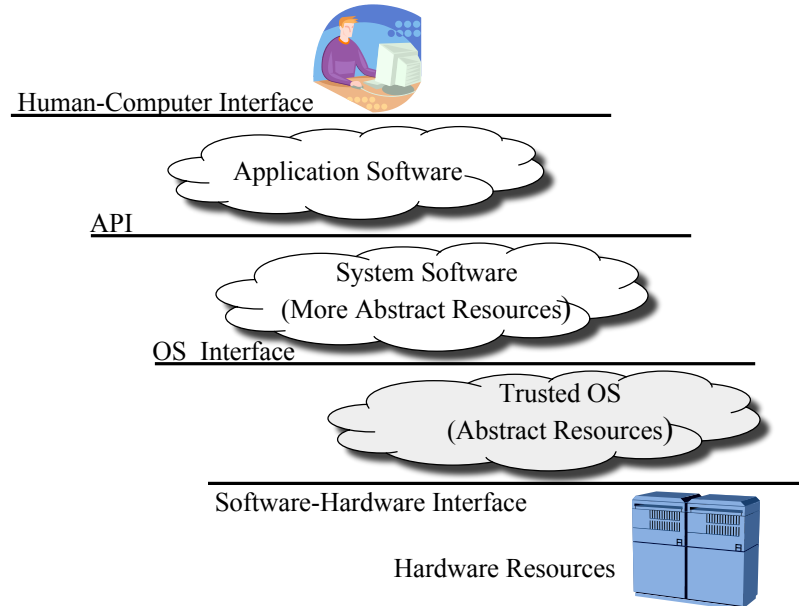 Human-Computer Interface
Application Software
API
System Software
(More Abstract Resources)
OS Interface
Trusted OS
(Abstract Resources)
Software-Hardware Interface
Hardware Resources